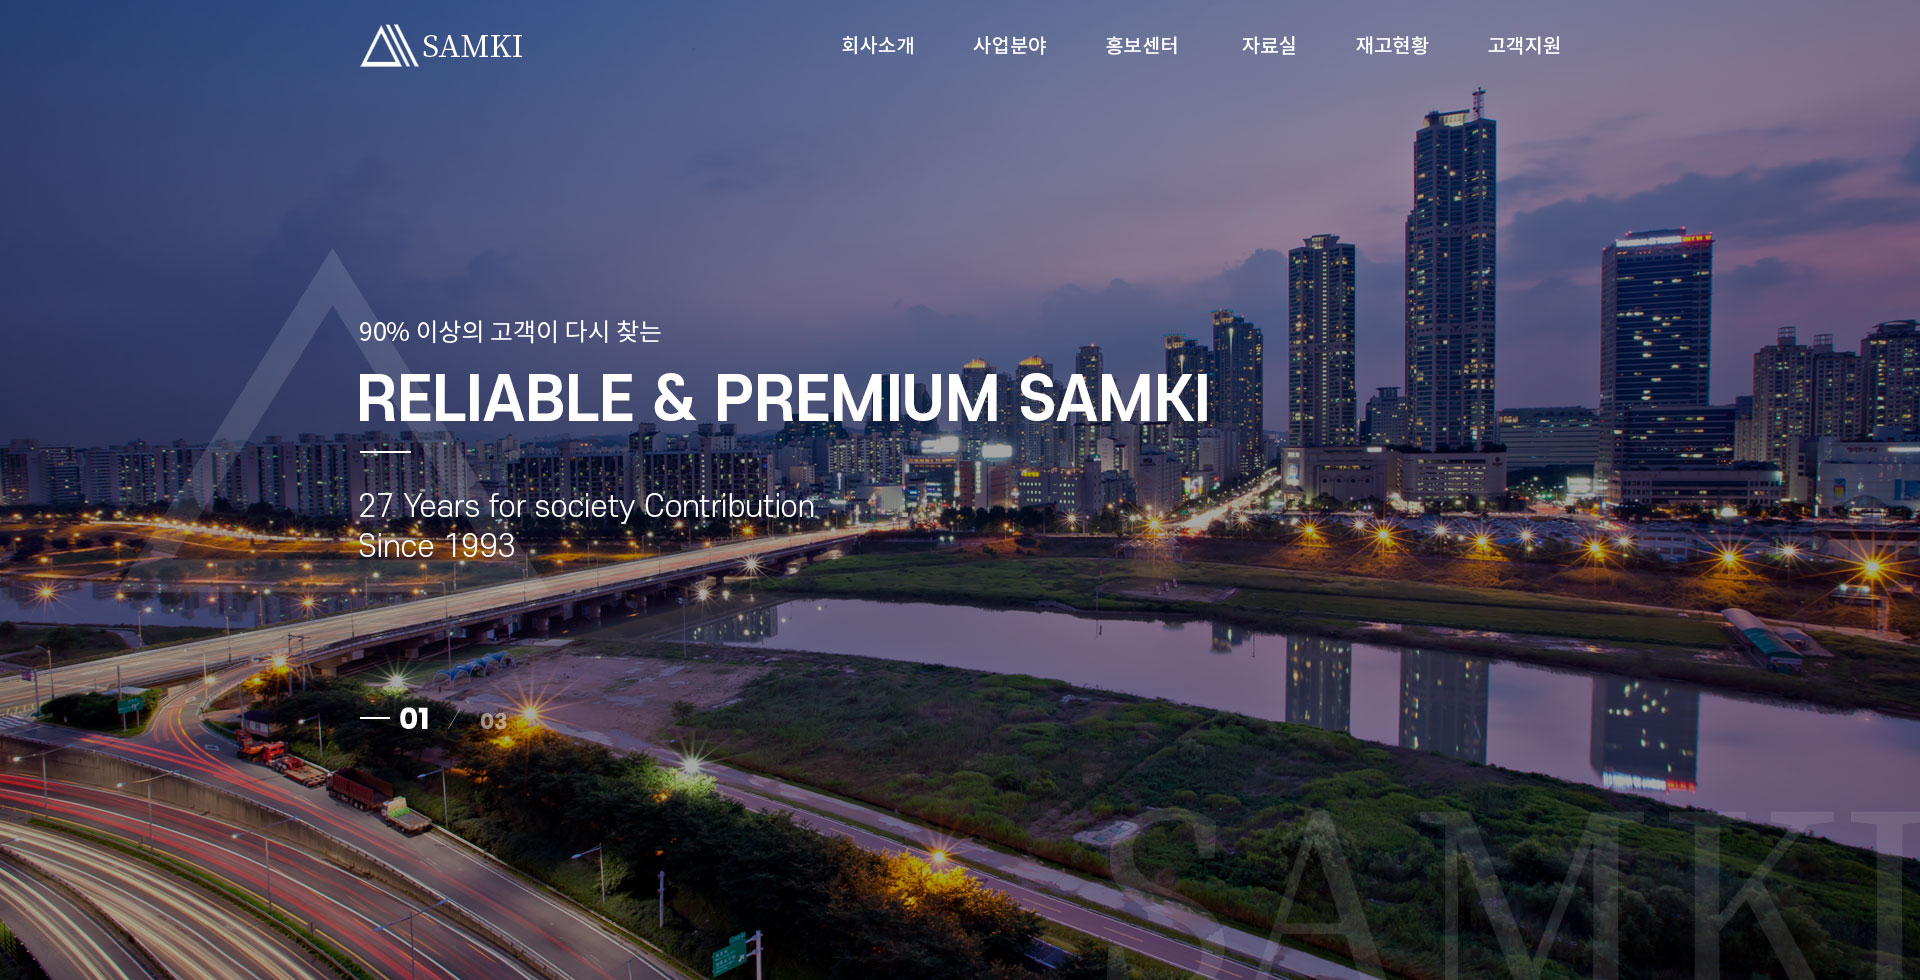 SAMKI
회사소개 사업분야 홍보센터 자료실 재고현황 고객지원
90% 이상의 고객이 다시 찾는
RELIABLE & PREMIUM SAMKI
27 Years for society Contribution
Since 1993
01 / 03
SAMKI